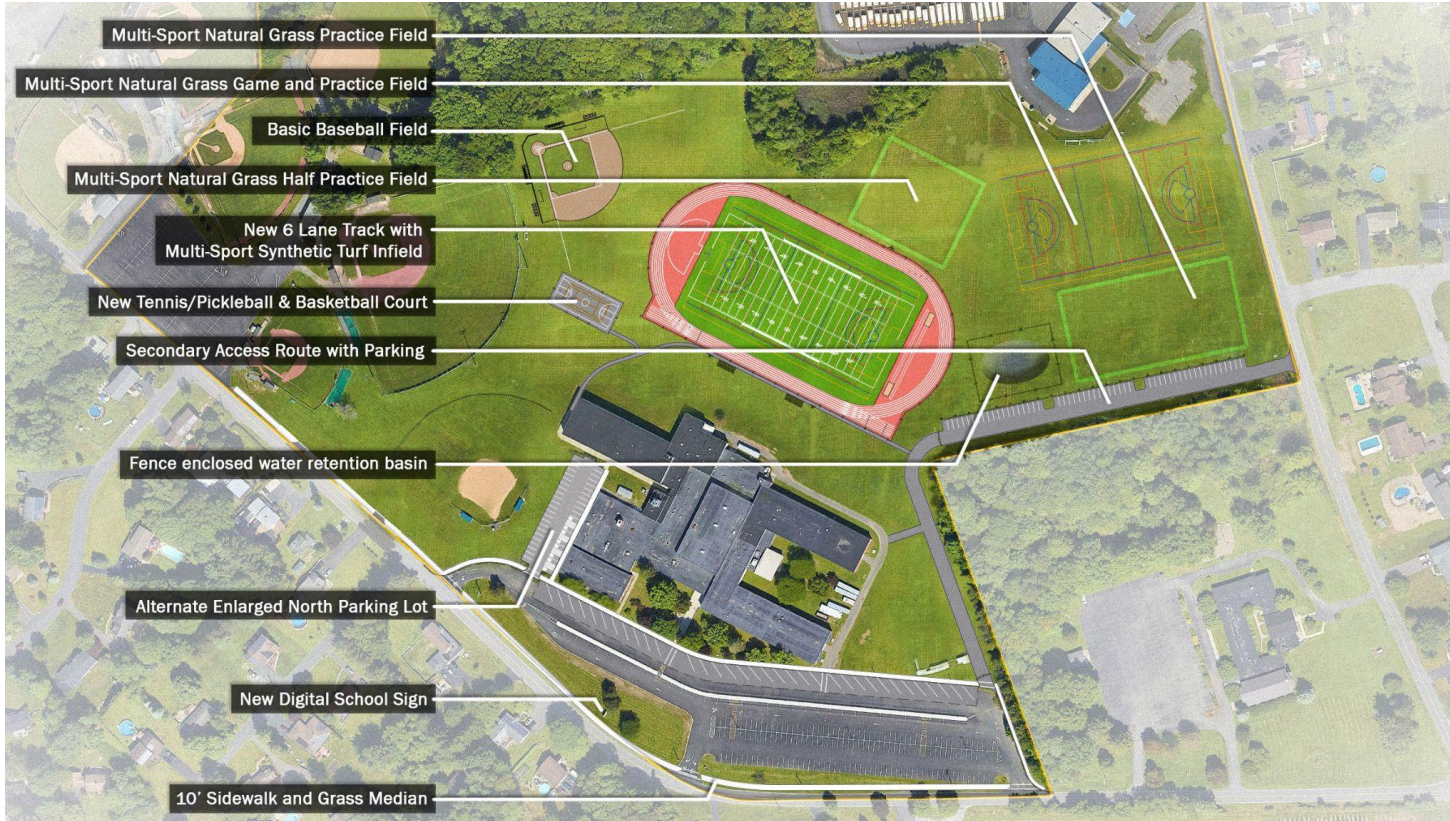 Multi-Sport Natural Grass Practice Field
Multi-Sport Natural Grass Game and Practice Field
Basic Baseball Field
Multi-Sport Natural Grass Half Practice Field
New 6 Lane Track with
Multi-Sport Synthetic Turf Infield
New Tennis/Pickleball & Basketball Court
Secondary Access Route with Parking
Fence enclosed water retention basin
Alternate Enlarged North Parking Lot
New Digital School Sign
10' Sidewalk and Grass Median